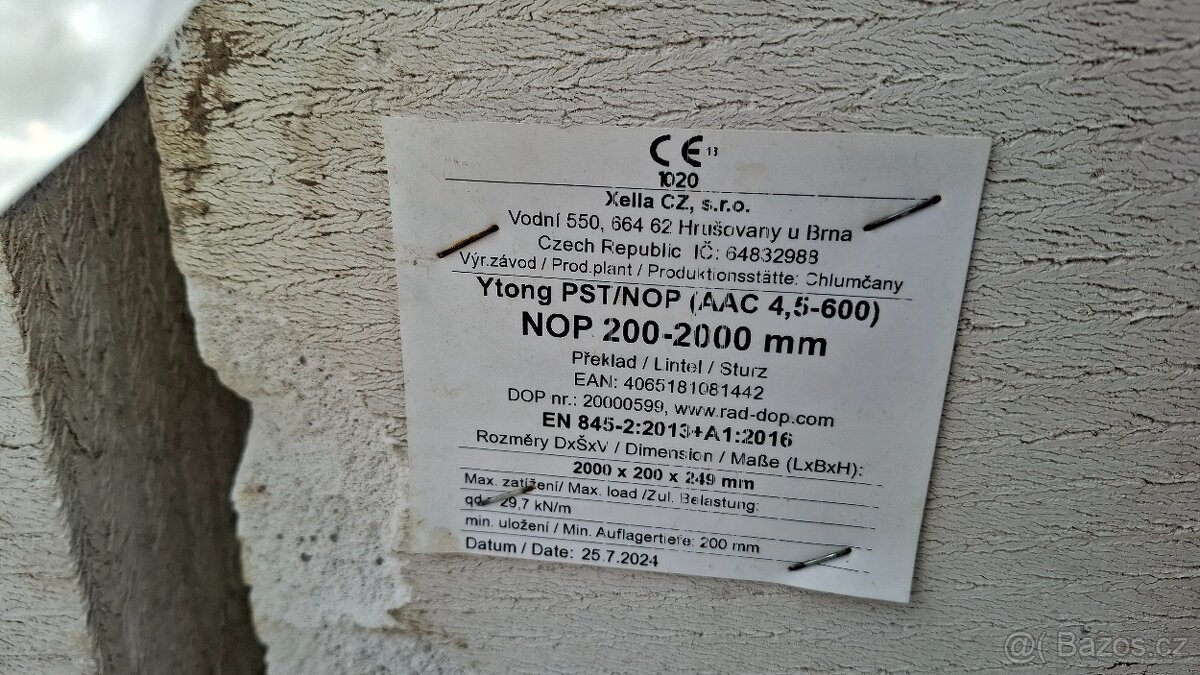 CE 13
1020
Xella CZ, s.r.o.
Vodní 550, 664 62 Hrušovany u Brna
Czech Republic IČ: 64832988
Výr.závod / Prod.plant / Produktionsstätte: Chlumčany
Ytong PST/NOP (AAC 4,5-600)
NOP 200-2000 mm
Překlad / Lintel / Sturz
EAN: 4065181081442
DOP nr.: 20000599, www.rad-dop.com
EN 845-2:2013+A1:2016
Rozměry DxŠxV / Dimension / Maße (LxBxH):
2000 x 200 x 249 mm
Max. zatížení/ Max. load /Zul. Belastung:
qd= 29,7 kN/m
min. uložení / Min. Auflagertiefe: 200 mm
Datum / Date: 25.7.2024
@( Bazos.cz